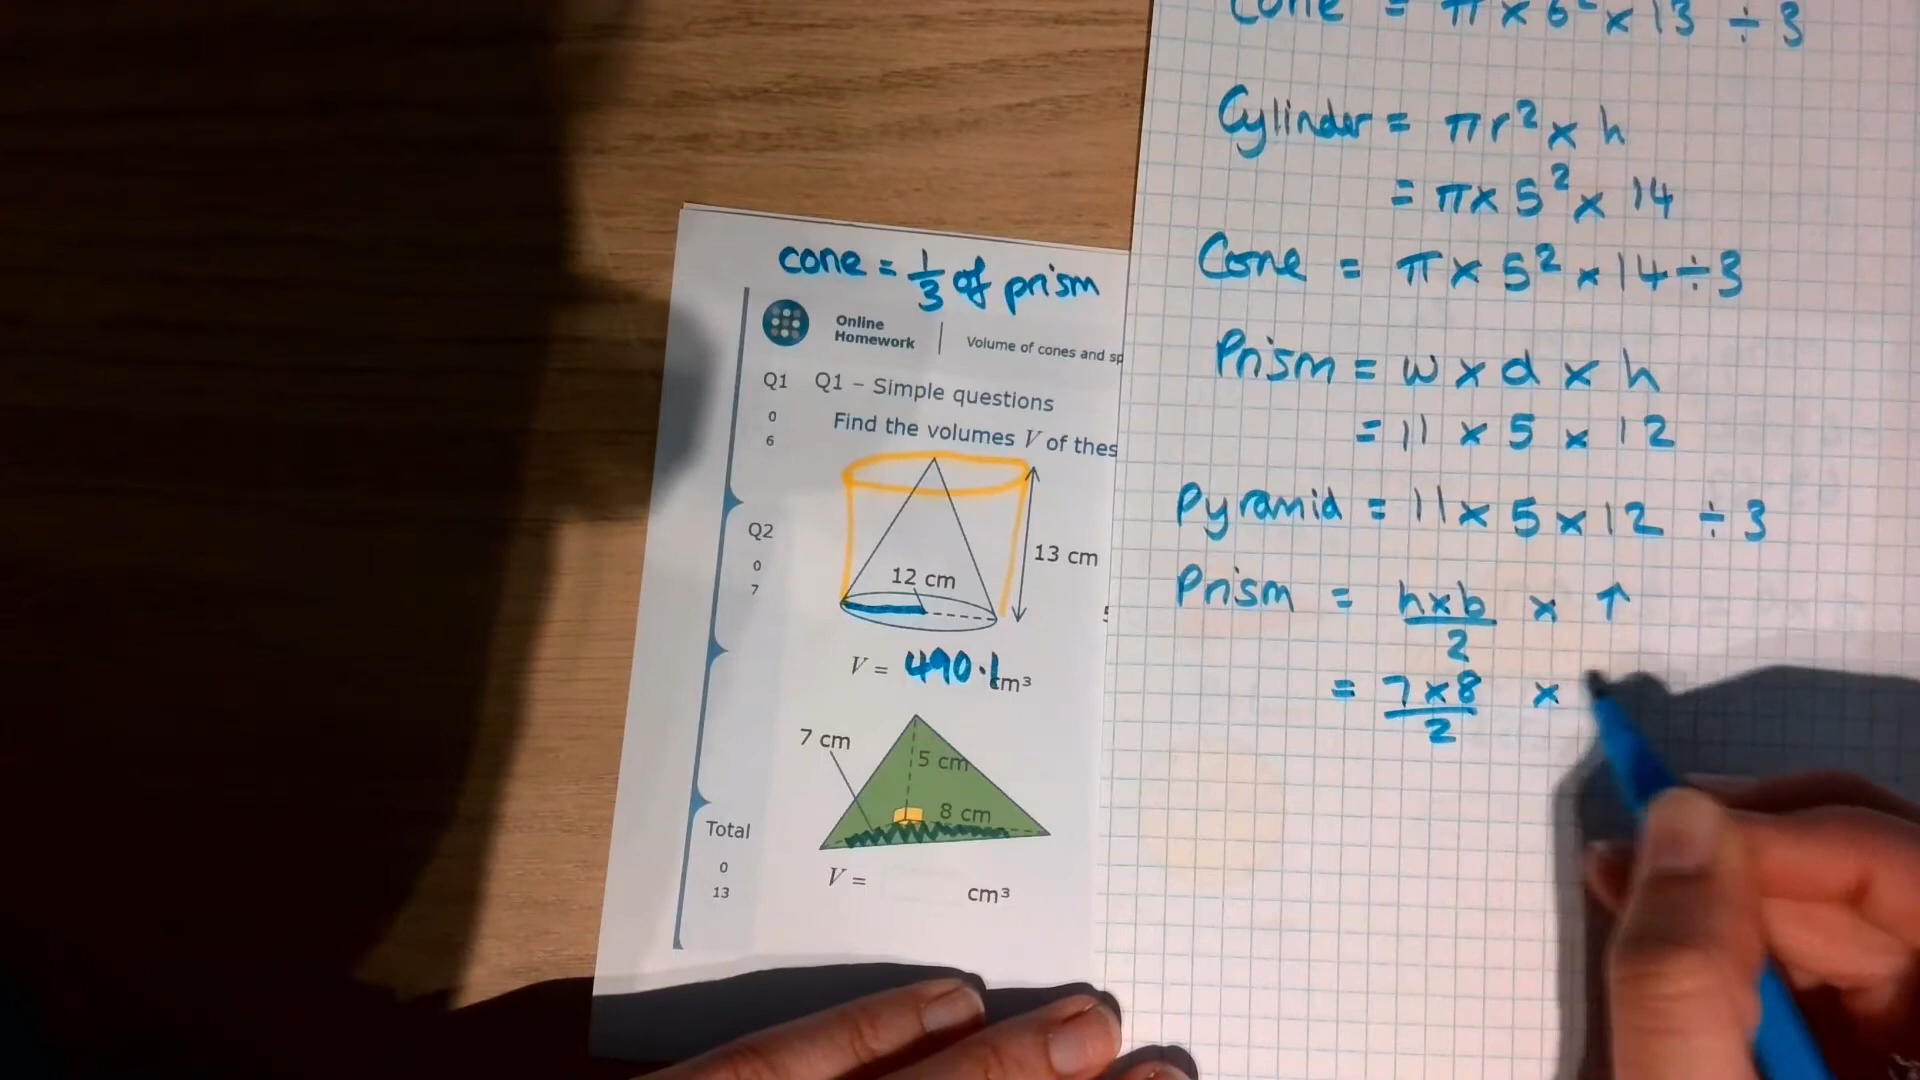 cone = 1/3 of prism
Online
Homework
Volume of cones and sp
Q1
0
6
Q1 – Simple questions
Find the volumes V of thes
13 cm
12 cm
V = 490.1 cm³
Q2
0
7
7 cm
5 cm
8 cm
V = cm³
Total
0
13
Cone = π × 6² × 13 ÷ 3
Cylinder = πr² × h
= π × 5² × 14
Cone = π × 5² × 14 ÷ 3
Prism = w × d × h
= 11 × 5 × 12
Pyramid = 11 × 5 × 12 ÷ 3
Prism = h×b/2 × ↑
= 7×8/2 ×